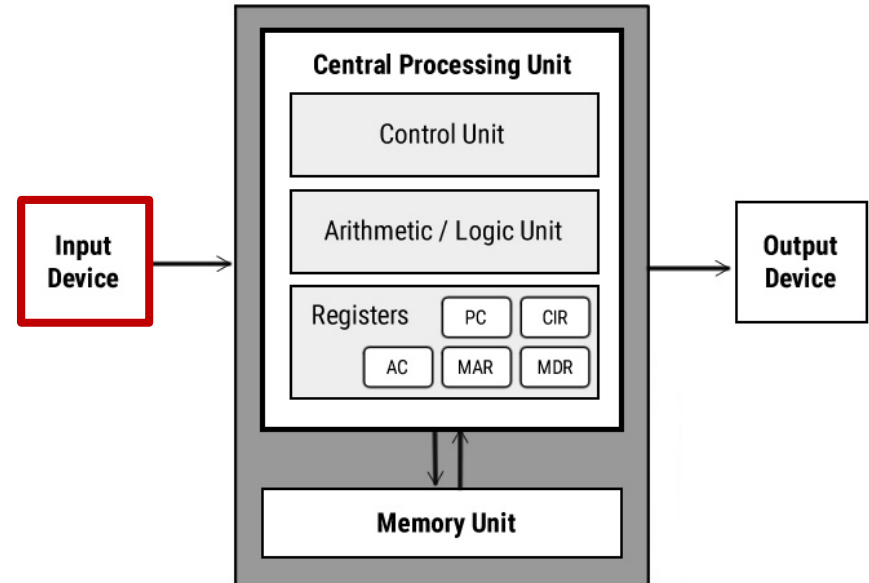 Central Processing Unit
Control Unit
Arithmetic / Logic Unit
Input
Device
Output
Device
Registers
PC
CIR
AC
MAR
MDR
Memory Unit